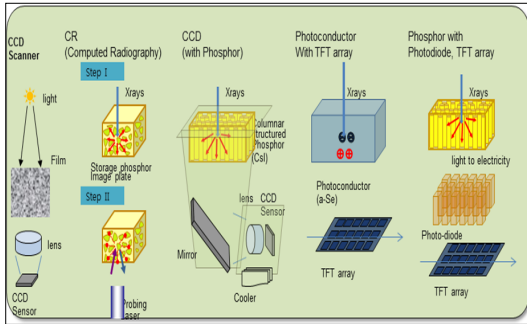 CCD
Scanner
light
Film
lens
CCD
Sensor
CR
(Computed Radiography)
Step I
Xrays
Storage phosphor
Image plate
Step II
Probing
laser
CCD
(with Phosphor)
Xrays
Columnar
structured
Phosphor
(CsI)
lens
CCD
Sensor
Mirror
Cooler
Photoconductor
With TFT array
Xrays
Photoconductor
(a-Se)
TFT array
Phosphor with
Photodiode, TFT array
Xrays
light to electricity
Photo-diode
TFT array